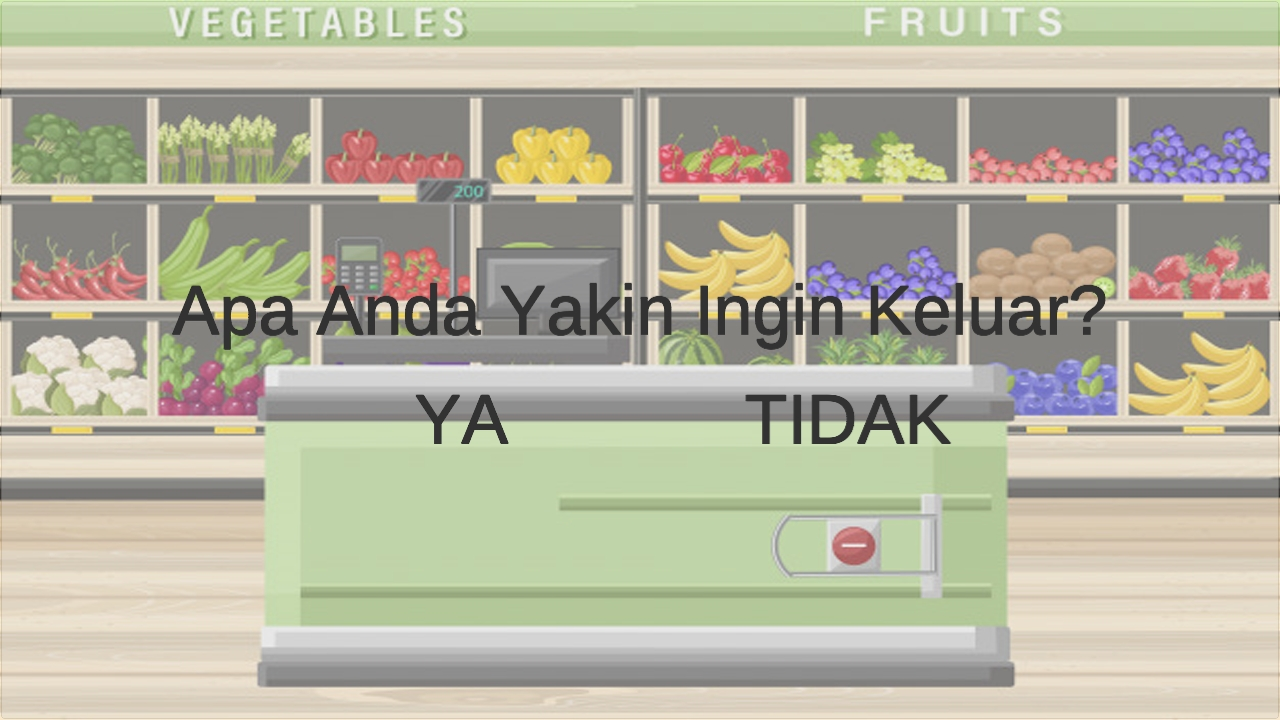 VEGETABLES FRUITS
200
Apa Anda Yakin Ingin Keluar?
YA TIDAK